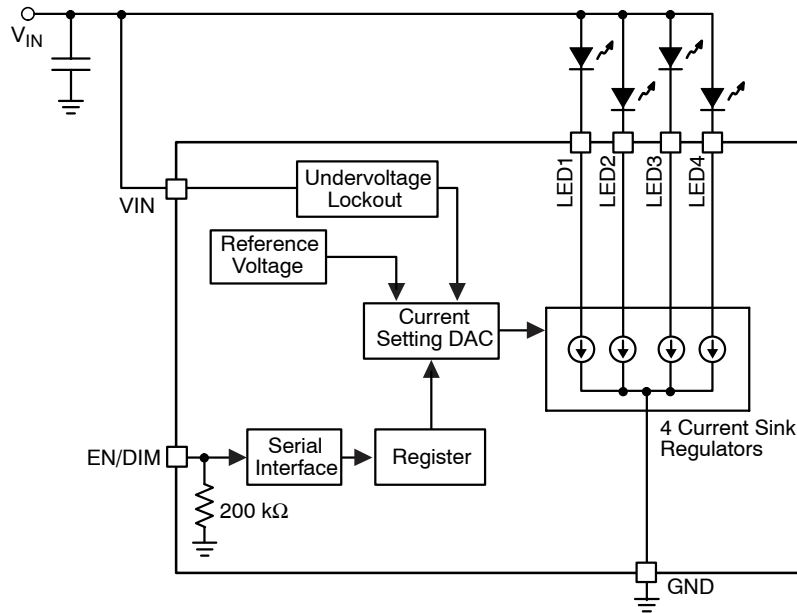 V_IN
LED1
LED2
LED3
LED4
VIN
Undervoltage
Lockout
Reference
Voltage
Current
Setting DAC
4 Current Sink
Regulators
EN/DIM
Serial
Interface
Register
200 kΩ
GND